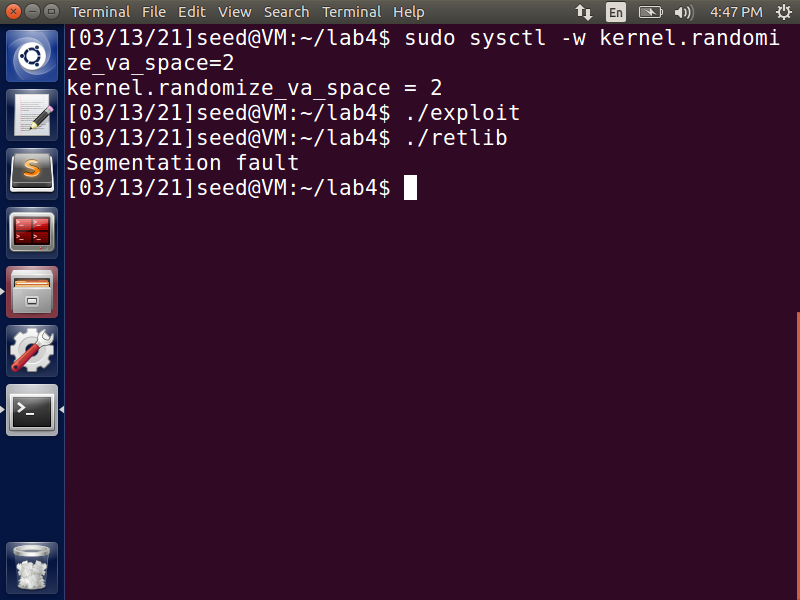 Terminal File Edit View Search Terminal Help En 4:47 PM
[03/13/21]seed@VM:~/lab4$ sudo sysctl -w kernel.randomi
ze_va_space=2
kernel.randomize_va_space = 2
[03/13/21]seed@VM:~/lab4$ ./exploit
[03/13/21]seed@VM:~/lab4$ ./retlib
Segmentation fault
[03/13/21]seed@VM:~/lab4$